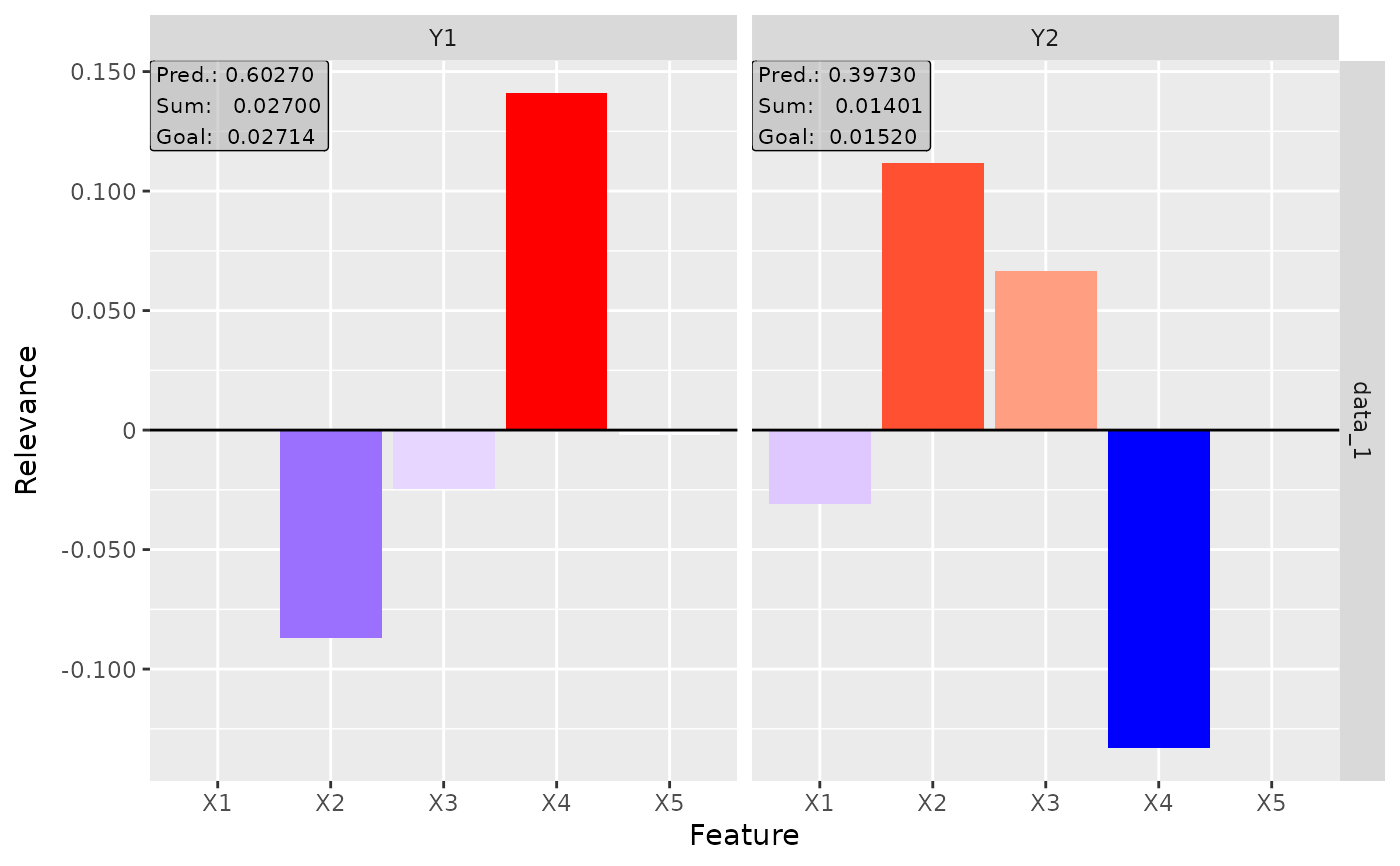 Y1
Y2
Pred.: 0.60270
Sum: 0.02700
Goal: 0.02714
Pred.: 0.39730
Sum: 0.01401
Goal: 0.01520
0.150
0.100
0.050
0
-0.050
-0.100
Relevance
data_1
X1 X2 X3 X4 X5
X1 X2 X3 X4 X5
Feature